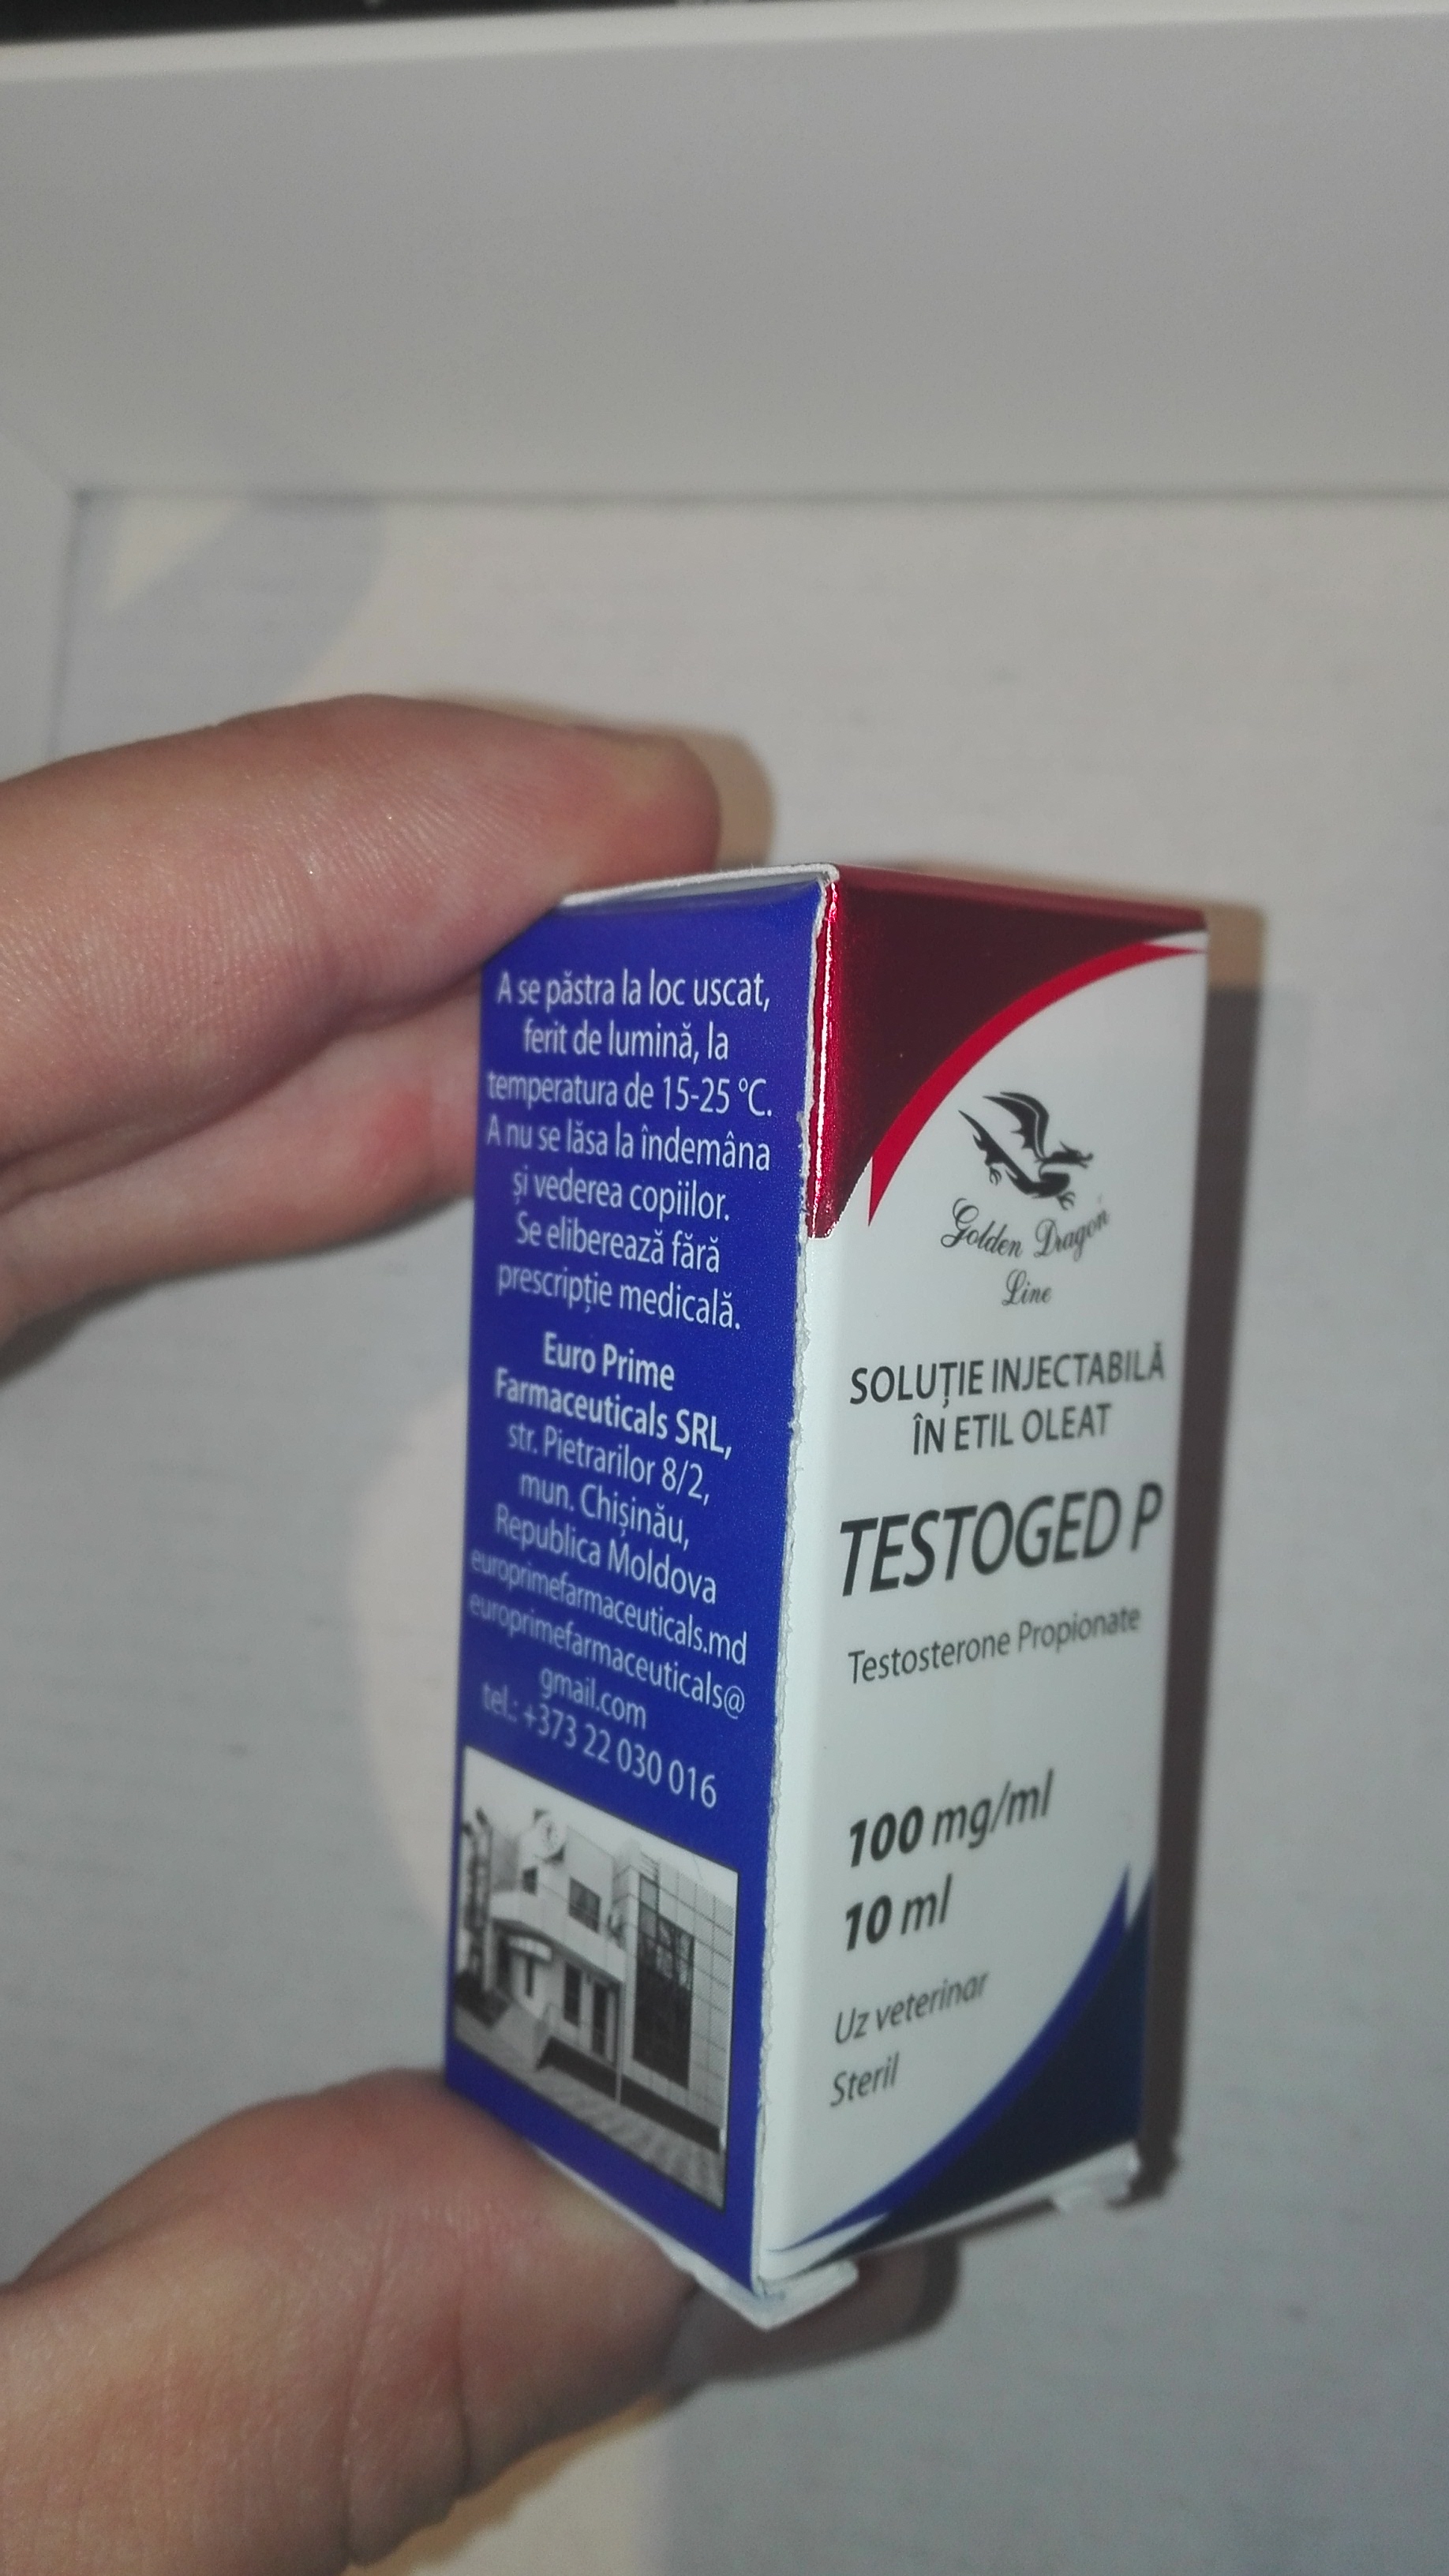 A se păstra la loc uscat,
ferit de lumină, la
temperatura de 15-25 °C.
A nu se lăsa la îndemâna
și vederea copiilor.
Se eliberează fără
prescripție medicală.
Euro Prime
Farmaceuticals SRL,
str. Pietrarilor 8/2,
mun. Chișinău,
Republica Moldova
europrimefarmaceuticals.md
europrimefarmaceuticals@
gmail.com
tel.: +373 22 030 016
Golden Dragon
Line
SOLUȚIE INJECTABILĂ
ÎN ETIL OLEAT
TESTOGED P
Testosterone Propionate
100 mg/ml
10 ml
Uz veterinar
Steril